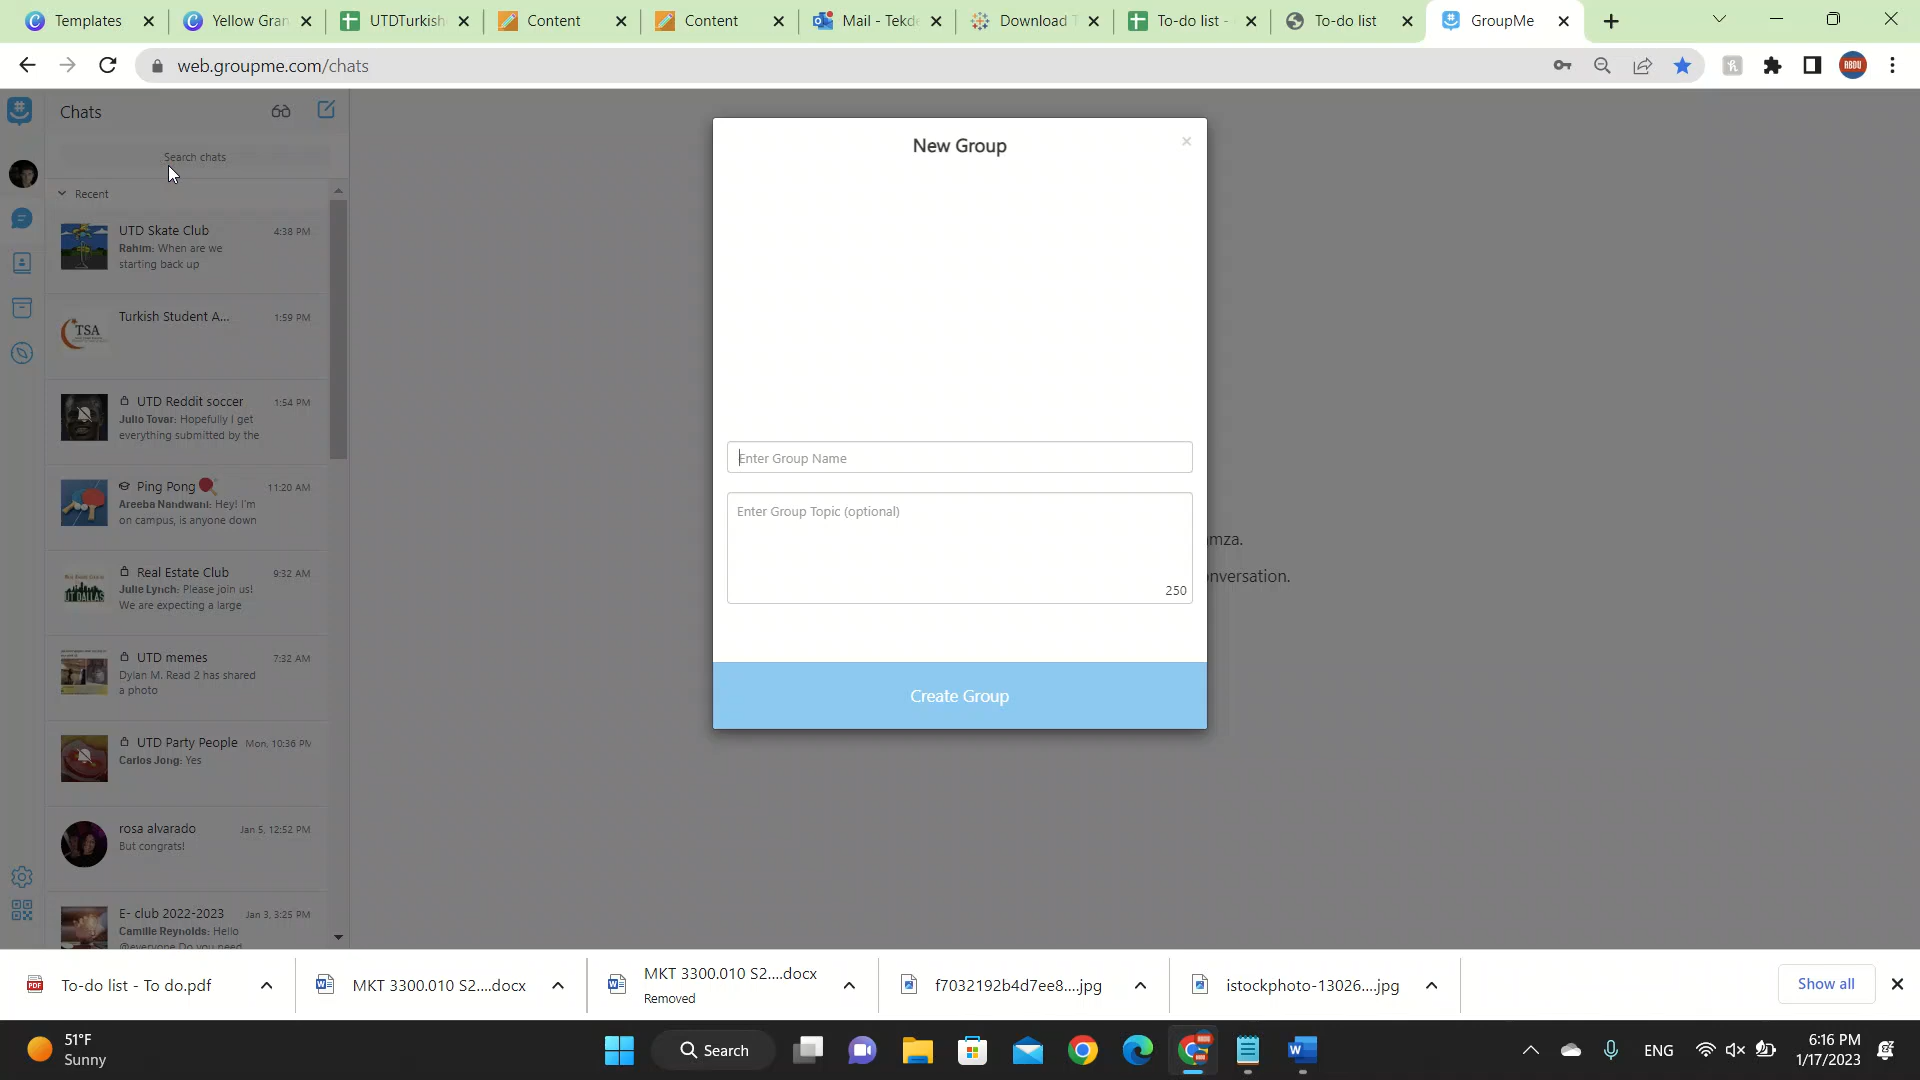 Templates
Yellow Gran
UTDTurkish
Content
Content
Mail - Tekde
Download T
To-do list -
To-do list
GroupMe
web.groupme.com/chats
ABDU
Chats
Search chats
Recent
UTD Skate Club 4:38 PM
Rahim: When are we
starting back up
TSA
Turkish Student A... 1:59 PM
UTD Reddit soccer 1:54 PM
Julio Tovar: Hopefully I get
everything submitted by the
Ping Pong 11:20 AM
Areeba Nandwani: Hey! I'm
on campus, is anyone down
Real Estate Club 9:32 AM
Julie Lynch: Please join us!
We are expecting a large
UT DALLAS
UTD memes 7:32 AM
Dylan M. Read 2 has shared
a photo
UTD Party People Mon, 10:36 PM
Carlos Jong: Yes
rosa alvarado Jan 5, 12:52 PM
But congrats!
E- club 2022-2023 Jan 3, 3:25 PM
Camille Reynolds: Hello
@everyone Do you need
New Group
Enter Group Name
Enter Group Topic (optional)
250
Create Group
mza.
nversation.
To-do list - To do.pdf
MKT 3300.010 S2....docx
MKT 3300.010 S2....docx
Removed
f7032192b4d7ee8....jpg
istockphoto-13026....jpg
Show all
51°F
Sunny
Search
ENG
6:16 PM
1/17/2023